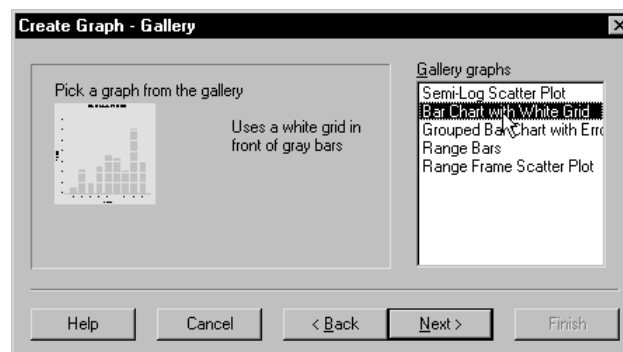 Create Graph - Gallery
Pick a graph from the gallery
Uses a white grid in
front of gray bars
Gallery graphs
Semi-Log Scatter Plot
Bar Chart with White Grid
Grouped Bar Chart with Erro
Range Bars
Range Frame Scatter Plot
Help
Cancel
< Back
Next >
Finish